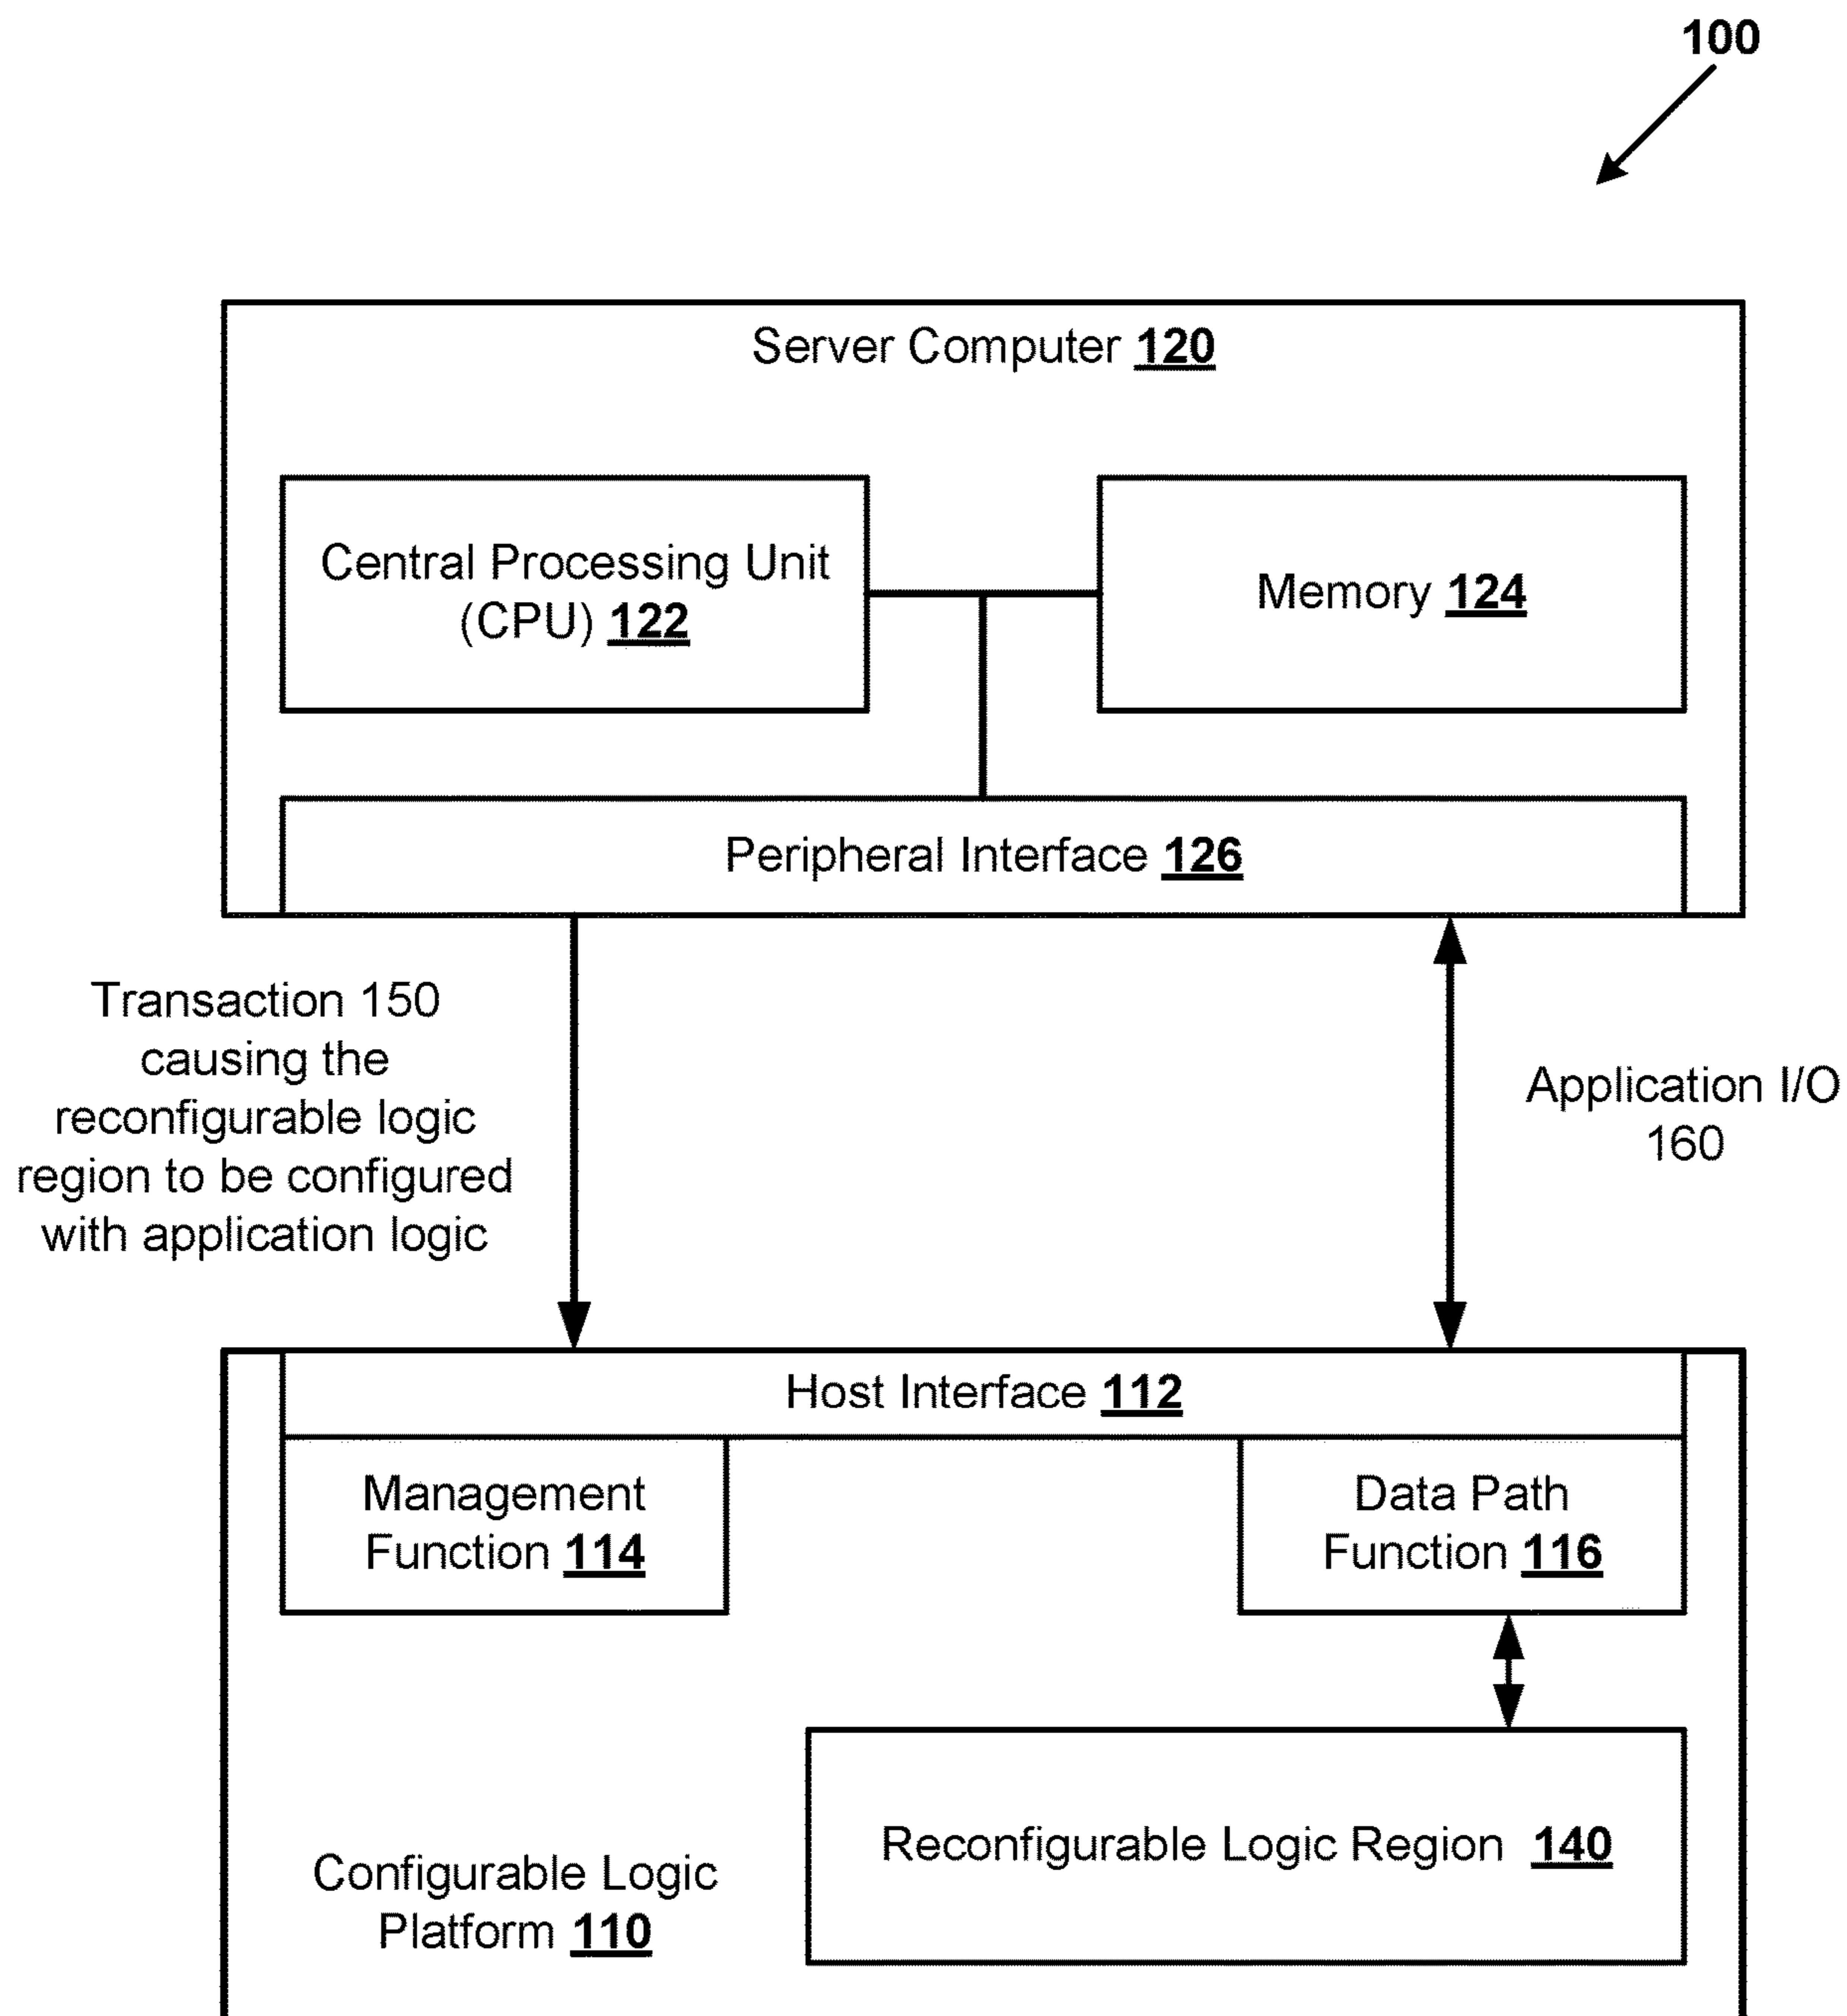 100
Server Computer 120
Central Processing Unit
(CPU) 122
Memory 124
Peripheral Interface 126
Transaction 150
causing the
reconfigurable logic
region to be configured
with application logic
Application I/O
160
Host Interface 112
Management
Function 114
Data Path
Function 116
Reconfigurable Logic Region 140
Configurable Logic
Platform 110